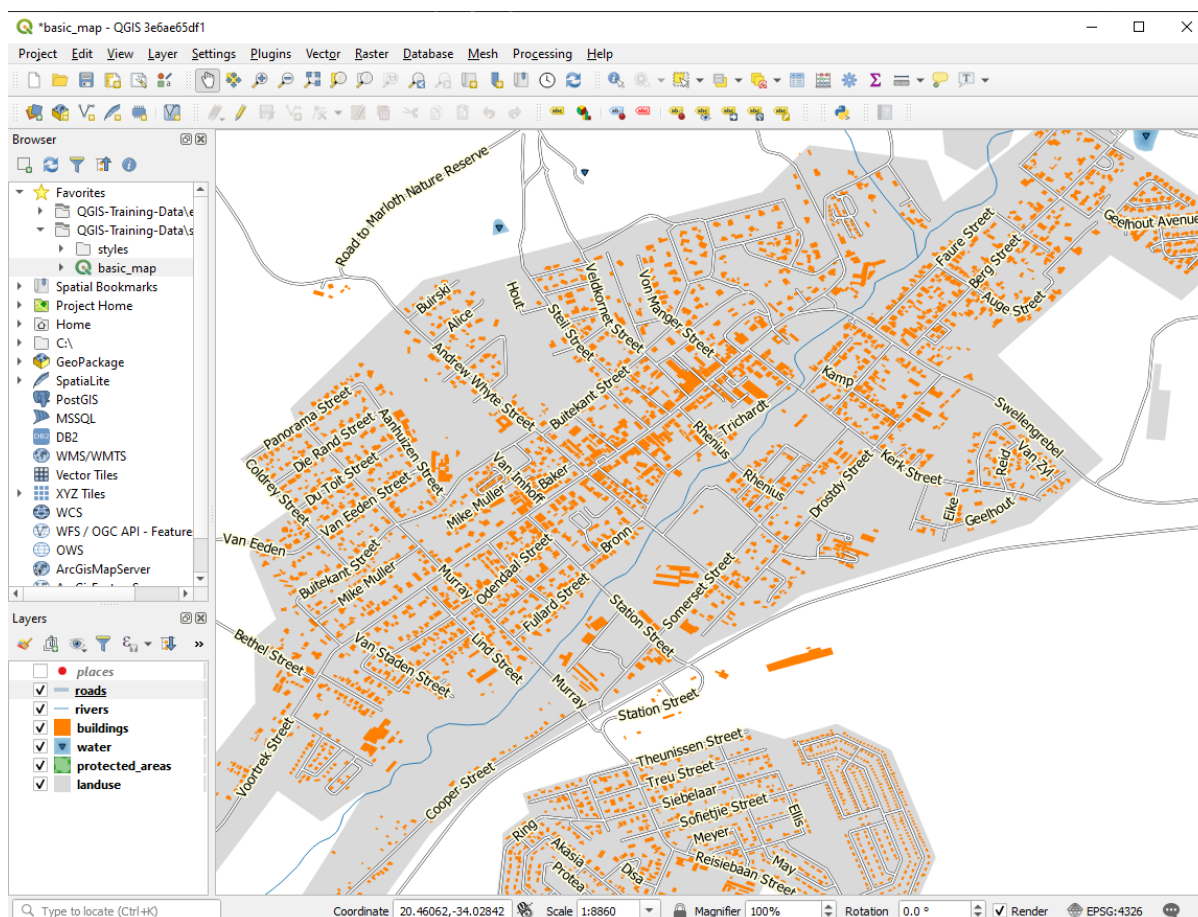 *basic_map - QGIS 3e6ae65df1
Project Edit View Layer Settings Plugins Vector Raster Database Mesh Processing Help
Browser
Favorites
QGIS-Training-Data\e
QGIS-Training-Data\s
styles
basic_map
Spatial Bookmarks
Project Home
Home
C:\
GeoPackage
SpatiaLite
PostGIS
MSSQL
DB2
WMS/WMTS
Vector Tiles
XYZ Tiles
WCS
WFS / OGC API - Feature
OWS
ArcGisMapServer
Layers
places
roads
rivers
buildings
water
protected_areas
landuse
Road to Marloth Nature Reserve
Geelhout Avenue
Faure Street
Berg Street
Auge Street
Buirski
Alice
Hout
Steil Street
Veldkornet Street
Von Manger Street
Andrew Whyte Street
Buitekant Street
Kamp
Swellengrebel
Trichardt
Rhenius
Panorama Street
Die Rand Street
Aanhuizen Street
Coldrey Street
Du Toit Street
Van Eeden Street
Mike Muller
Van Imhoff
Baker
Rhenius
Drostdy Street
Kerk Street
Reid
Van Zyl
Eike
Geelhout
Van Eeden
Buitekant Street
Mike Muller
Murray
Odendaal Street
Bronn
Fullard Street
Somerset Street
Station Street
Bethel Street
Van Staden Street
Lind Street
Murray
Station Street
Voortrek Street
Cooper Street
Theunissen Street
Treu Street
Siebelaar
Sofietjie Street
Ellis
Meyer
Ring
Akasia
Protea
Disa
Reisiebaan Street
May
Type to locate (Ctrl+K)
Coordinate 20.46062,-34.02842 Scale 1:8860 Magnifier 100% Rotation 0.0 ° Render EPSG:4326